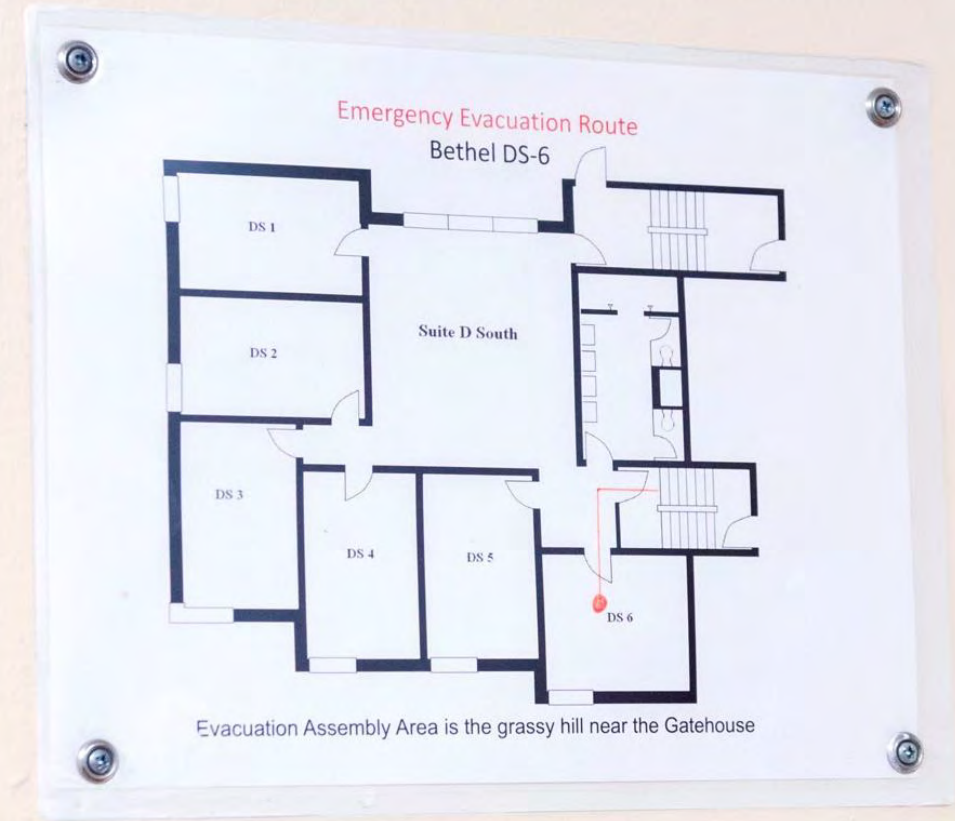 Emergency Evacuation Route
Bethel DS-6
DS 1
DS 2
Suite D South
DS 3
DS 4
DS 5
DS 6
Evacuation Assembly Area is the grassy hill near the Gatehouse